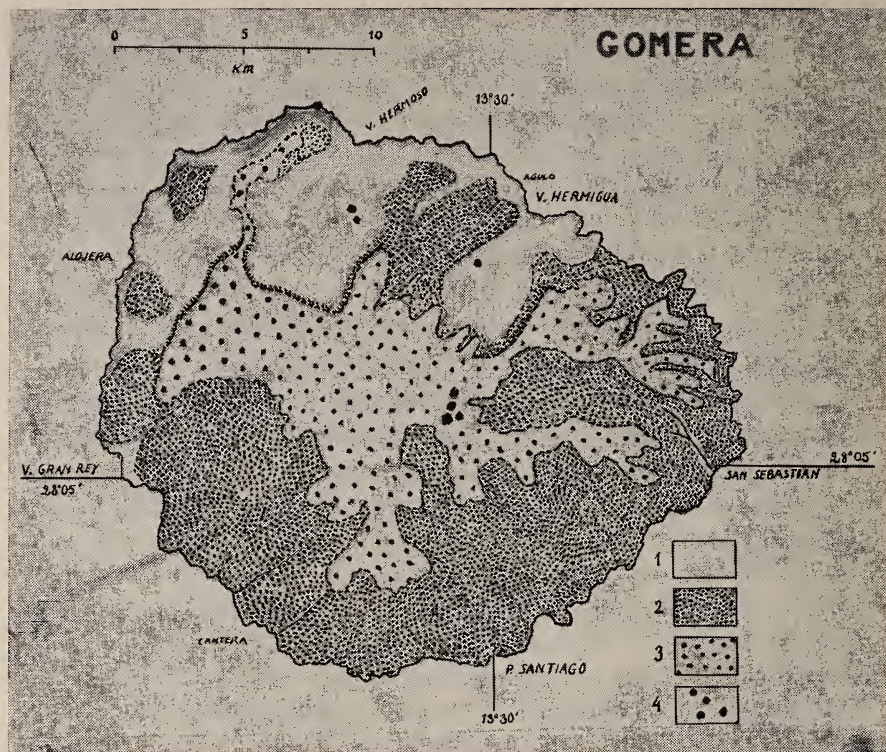 GOMERA
0 5 10
Km
13°30'
V. HERMOSO
AGULO
V. HERMIGUA
ALOJERA
V. GRAN REY
28°05'
28°05'
SAN SEBASTIAN
CANTERA
P. SANTIAGO
13°30'
1
2
3
4